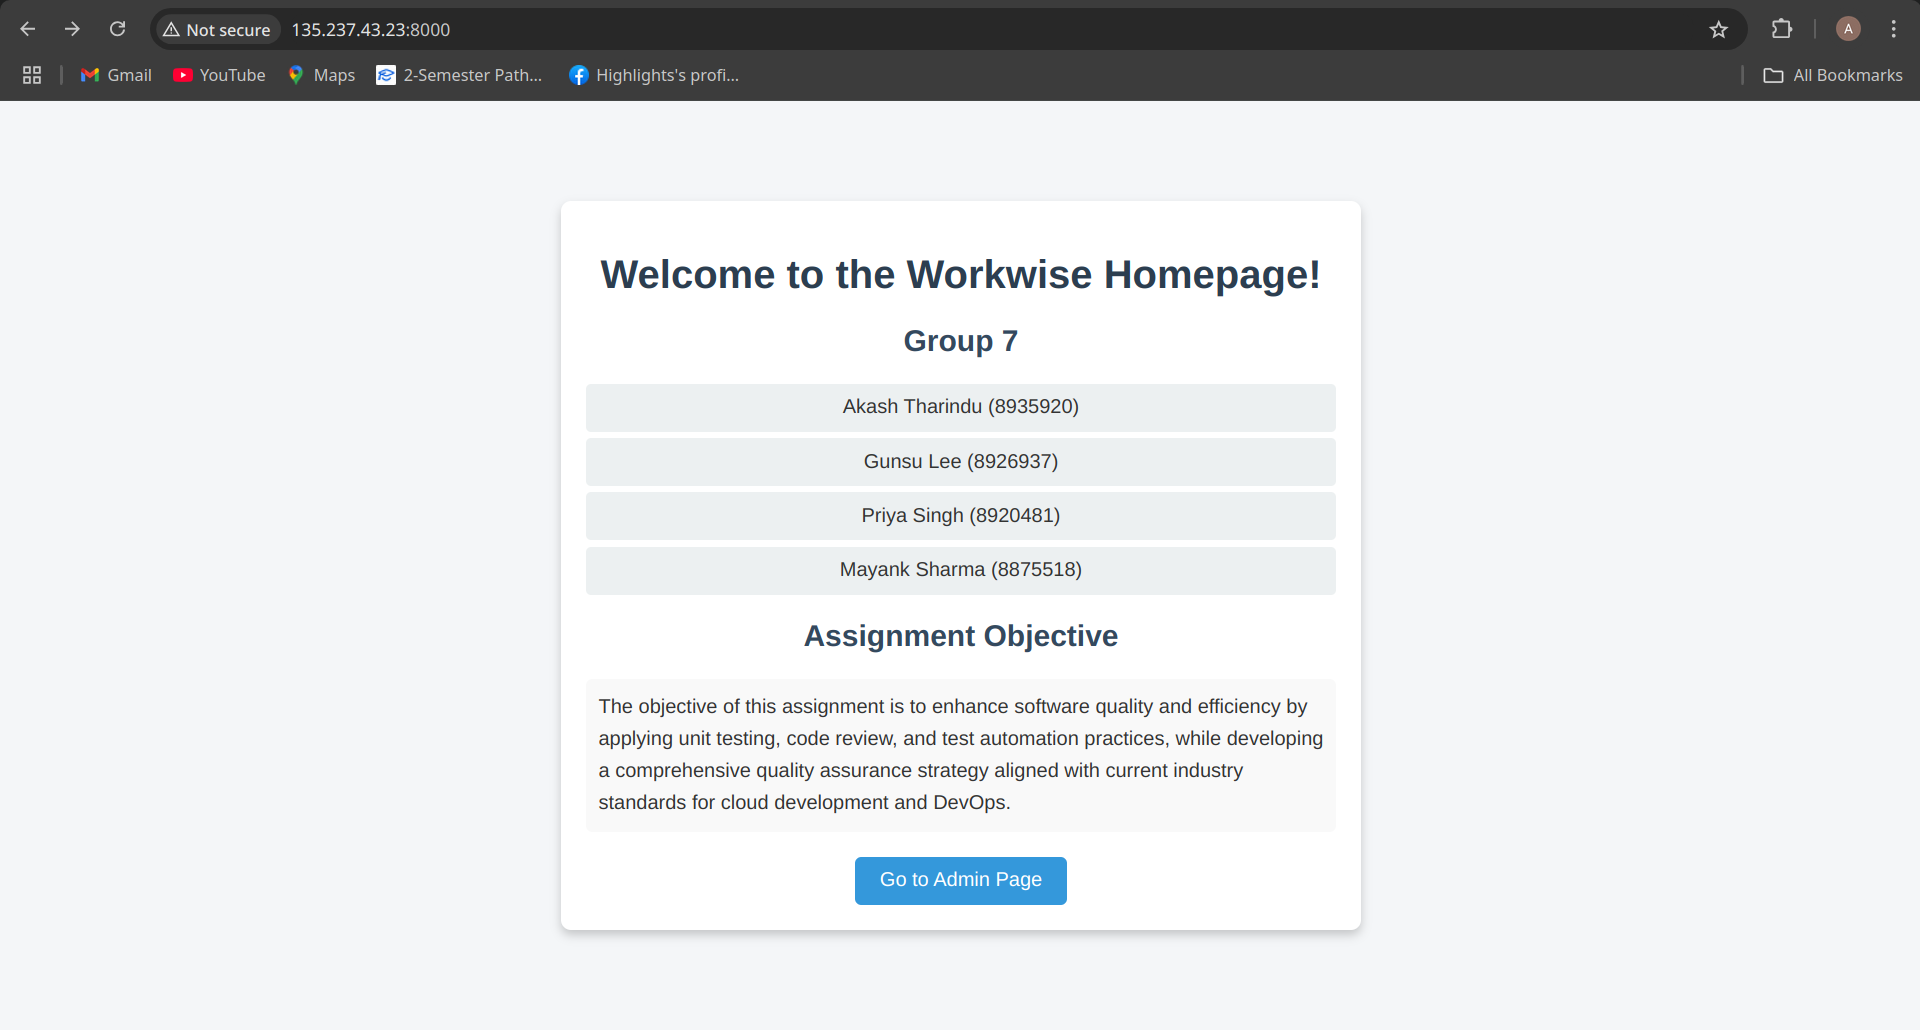 Not secure 135.237.43.23:8000 A
Gmail YouTube Maps 2-Semester Path... Highlights's profi... All Bookmarks
Welcome to the Workwise Homepage!
Group 7
Akash Tharindu (8935920)
Gunsu Lee (8926937)
Priya Singh (8920481)
Mayank Sharma (8875518)
Assignment Objective
The objective of this assignment is to enhance software quality and efficiency by
applying unit testing, code review, and test automation practices, while developing
a comprehensive quality assurance strategy aligned with current industry
standards for cloud development and DevOps.
Go to Admin Page